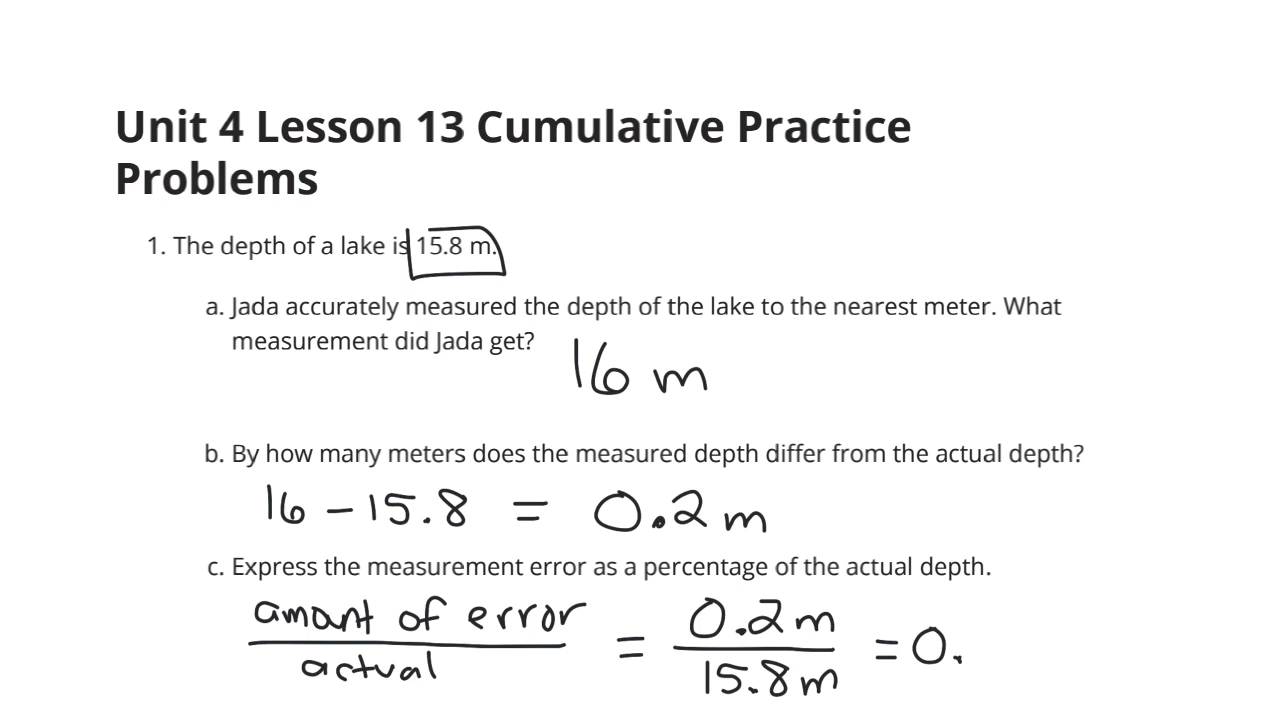 Unit 4 Lesson 13 Cumulative Practice
Problems
1. The depth of a lake is 15.8 m.
a. Jada accurately measured the depth of the lake to the nearest meter. What
measurement did Jada get?
16 m
b. By how many meters does the measured depth differ from the actual depth?
16 - 15.8 = 0.2 m
c. Express the measurement error as a percentage of the actual depth.
amount of error
actual
= 0.2 m
15.8 m
= 0.